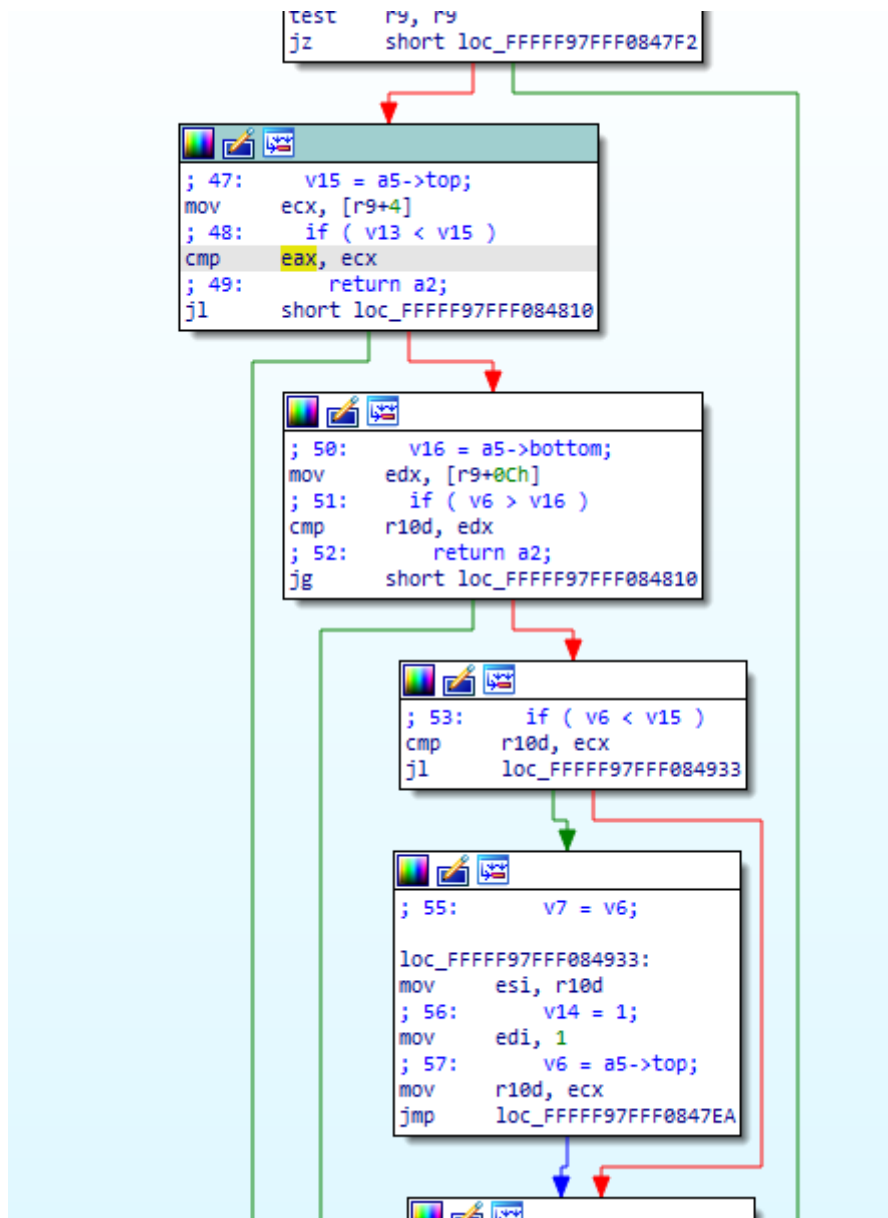 test r9, r9
jz short loc_FFFFF97FFF0847F2
; 47: v15 = a5->top;
mov ecx, [r9+4]
; 48: if ( v13 < v15 )
cmp eax, ecx
; 49: return a2;
jl short loc_FFFFF97FFF084810
; 50: v16 = a5->bottom;
mov edx, [r9+0Ch]
; 51: if ( v6 > v16 )
cmp r10d, edx
; 52: return a2;
jg short loc_FFFFF97FFF084810
; 53: if ( v6 < v15 )
cmp r10d, ecx
jl loc_FFFFF97FFF084933
; 55: v7 = v6;
loc_FFFFF97FFF084933:
mov esi, r10d
; 56: v14 = 1;
mov edi, 1
; 57: v6 = a5->top;
mov r10d, ecx
jmp loc_FFFFF97FFF0847EA